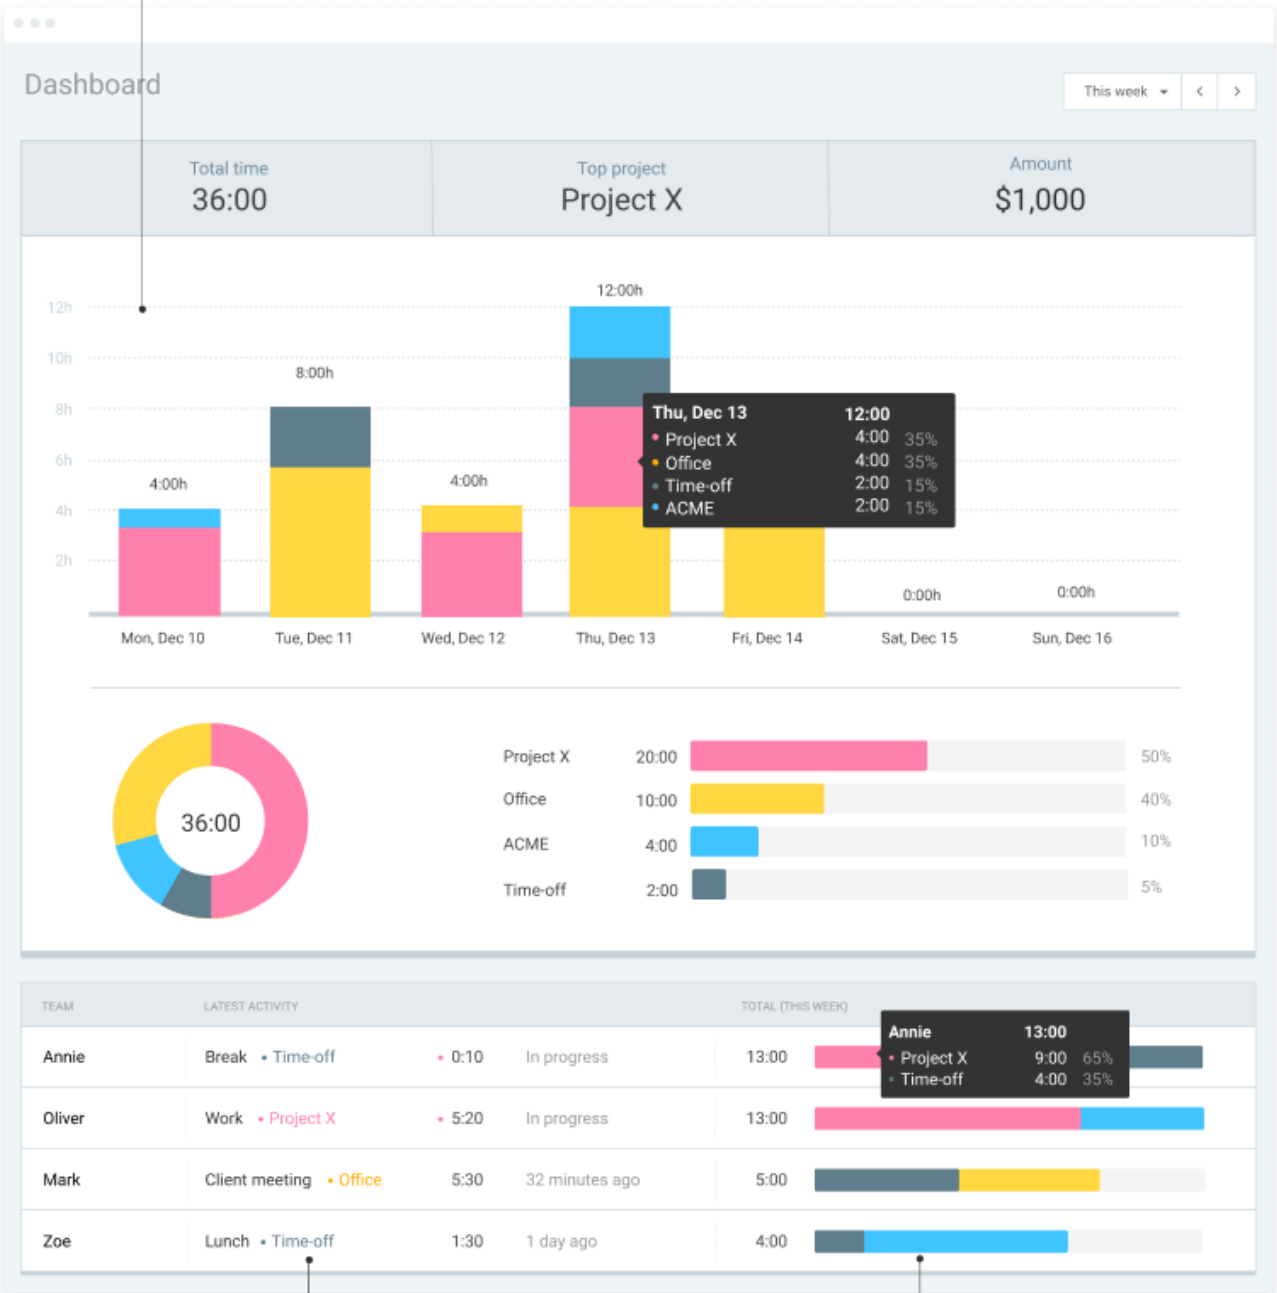 Dashboard
This week
Total time
36:00
Top project
Project X
Amount
$1,000
12:00h
12h
10h
8:00h
8h
6h
4:00h
4:00h
4h
2h
0:00h
0:00h
Thu, Dec 13 12:00
Project X 4:00 35%
Office 4:00 35%
Time-off 2:00 15%
ACME 2:00 15%
Mon, Dec 10 Tue, Dec 11 Wed, Dec 12 Thu, Dec 13 Fri, Dec 14 Sat, Dec 15 Sun, Dec 16
36:00
Project X 20:00 50%
Office 10:00 40%
ACME 4:00 10%
Time-off 2:00 5%
TEAM LATEST ACTIVITY TOTAL (THIS WEEK)
Annie Break • Time-off • 0:10 In progress 13:00
Annie 13:00
Project X 9:00 65%
Time-off 4:00 35%
Oliver Work • Project X • 5:20 In progress 13:00
Mark Client meeting • Office 5:30 32 minutes ago 5:00
Zoe Lunch • Time-off 1:30 1 day ago 4:00